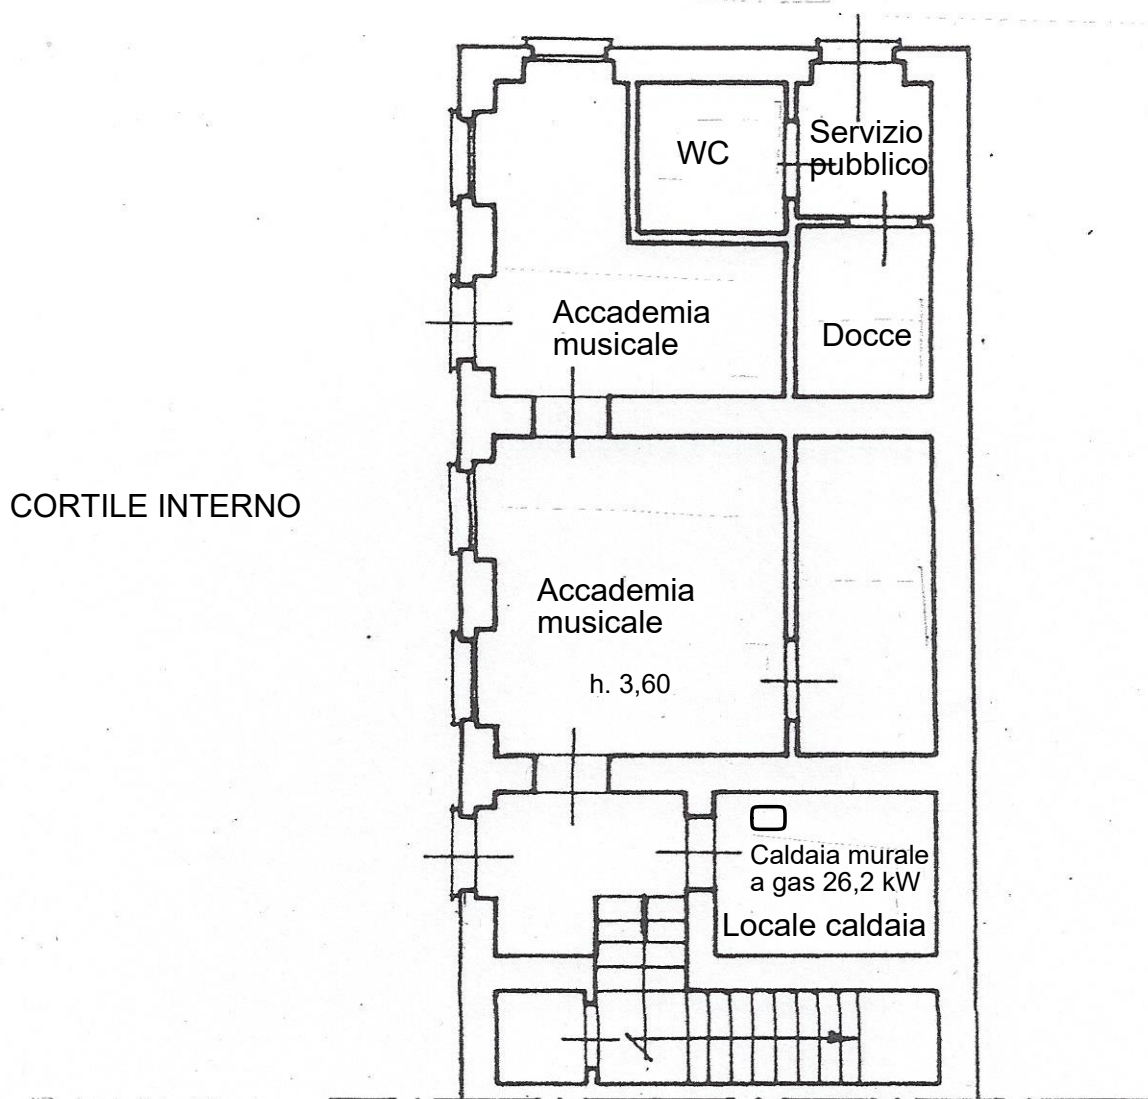 WC
Servizio
pubblico
Accademia
musicale
Docce
CORTILE INTERNO
Accademia
musicale
h. 3,60
Caldaia murale
a gas 26,2 kW
Locale caldaia